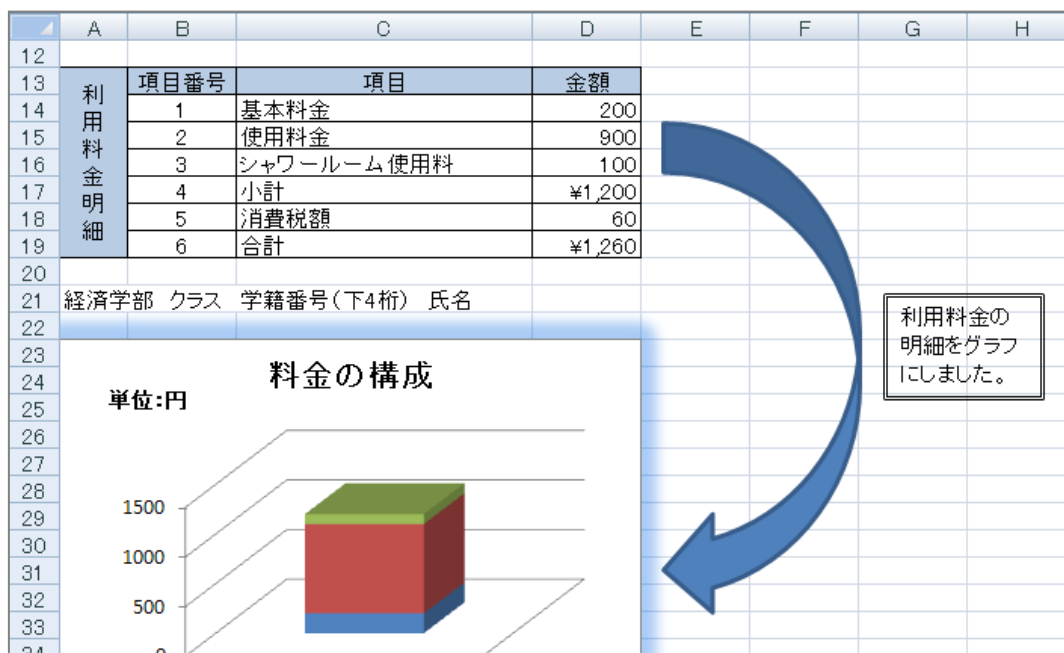 A B C D E F G H
12
13 項目番号 項目 金額
14 1 基本料金 200
15 2 使用料金 900
16 3 シャワールーム使用料 100
17 4 小計 ¥1,200
18 5 消費税額 60
19 6 合計 ¥1,260
利用料金明細
20
21 経済学部 クラス 学籍番号(下4桁) 氏名
22
23
24
25
26
27
28
29
30
31
32
33
34
料金の構成
単位:円
1500
1000
500
0
利用料金の
明細をグラフ
にしました。